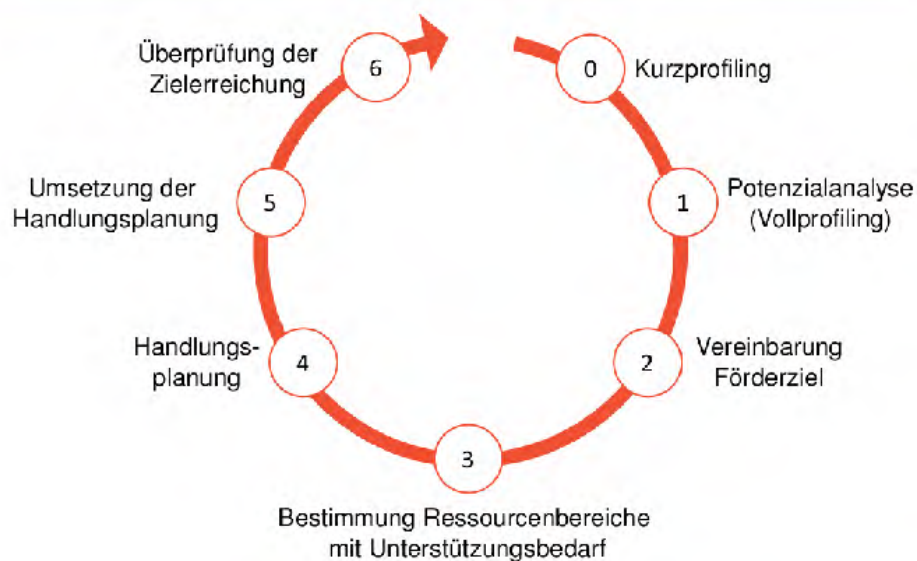 0
Kurzprofiling
1
Potenzialanalyse
(Vollprofiling)
2
Vereinbarung
Förderziel
3
Bestimmung Ressourcenbereiche
mit Unterstützungsbedarf
4
Handlungs-
planung
5
Umsetzung der
Handlungsplanung
6
Überprüfung der
Zielerreichung